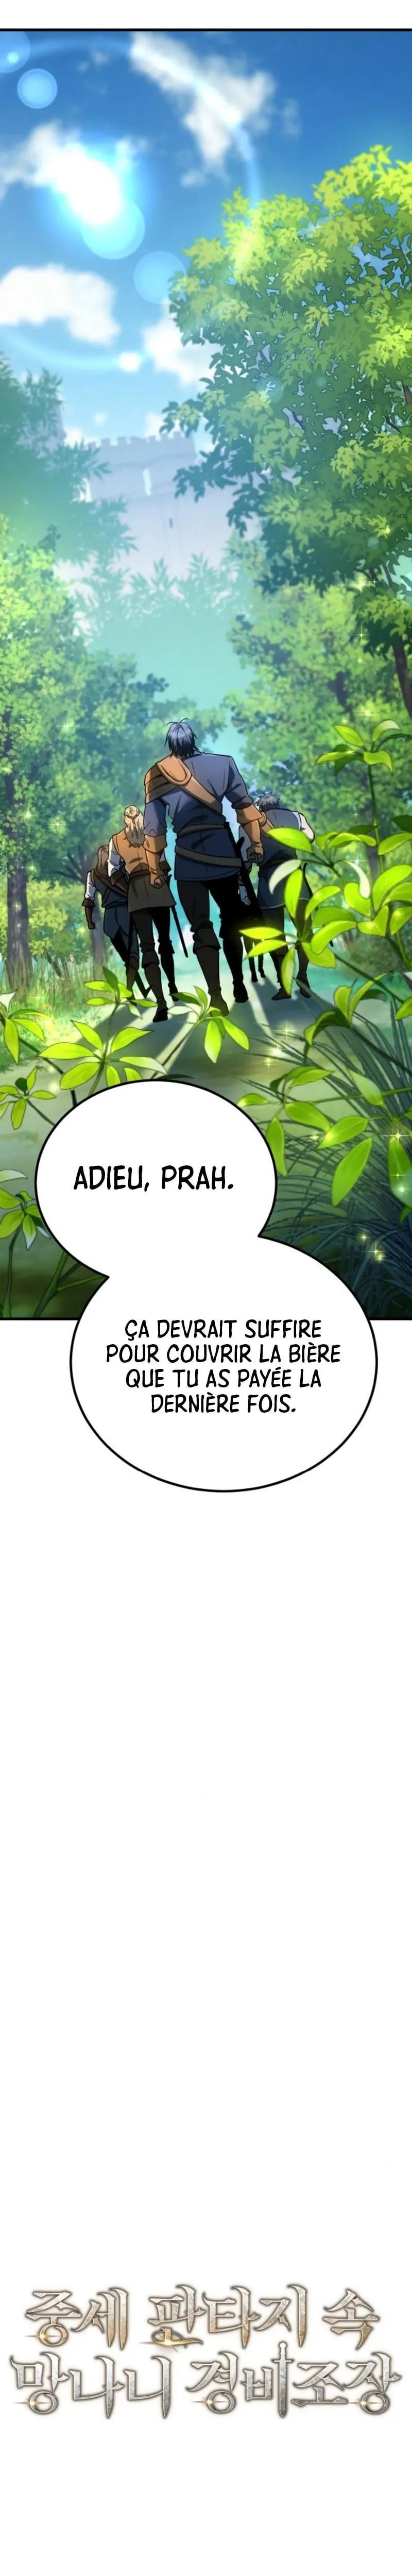 ADIEU, PRAH.
ÇA DEVRAIT SUFFIRE
POUR COUVRIR LA BIÈRE
QUE TU AS PAYÉE LA
DERNIÈRE FOIS.
중세 판타지 속
망나니 경비조장